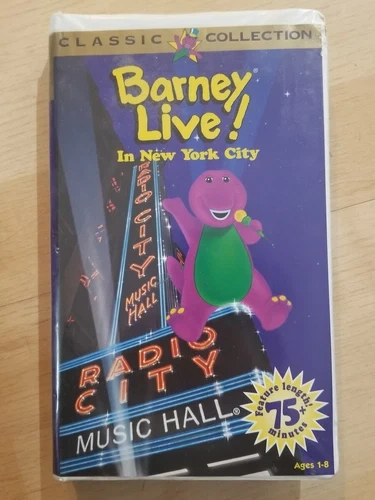 CLASSIC COLLECTION
Barney
Live!
In New York City
RADIO CITY
MUSIC
HALL
RADIO
CITY
MUSIC HALL®
Feature length!
75
minutes
Ages 1-8